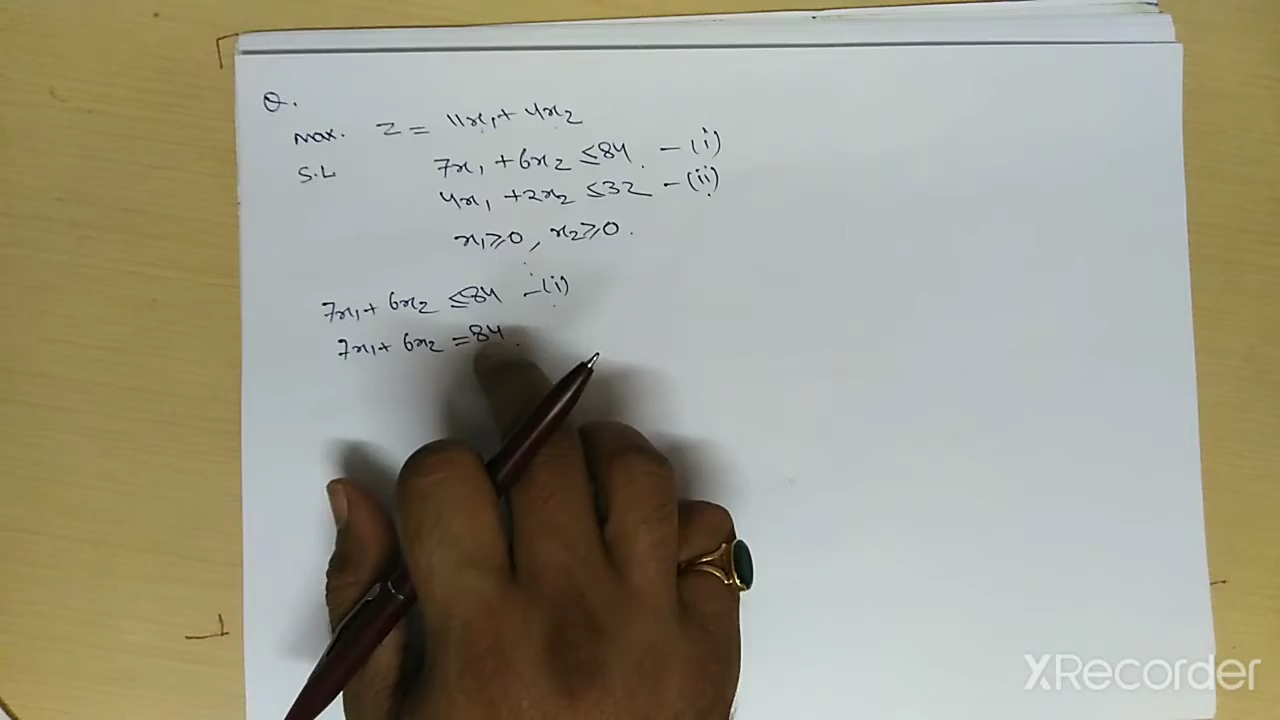 Q.
Max. Z = 11x₁ + 4x₂
S.t 7x₁ + 6x₂ ≤ 84. – (i)
4x₁ + 2x₂ ≤ 32 – (ii)
x₁ ≥ 0, x₂ ≥ 0.
7x₁ + 6x₂ ≤ 84 – (i)
7x₁ + 6x₂ = 84.
XRecorder